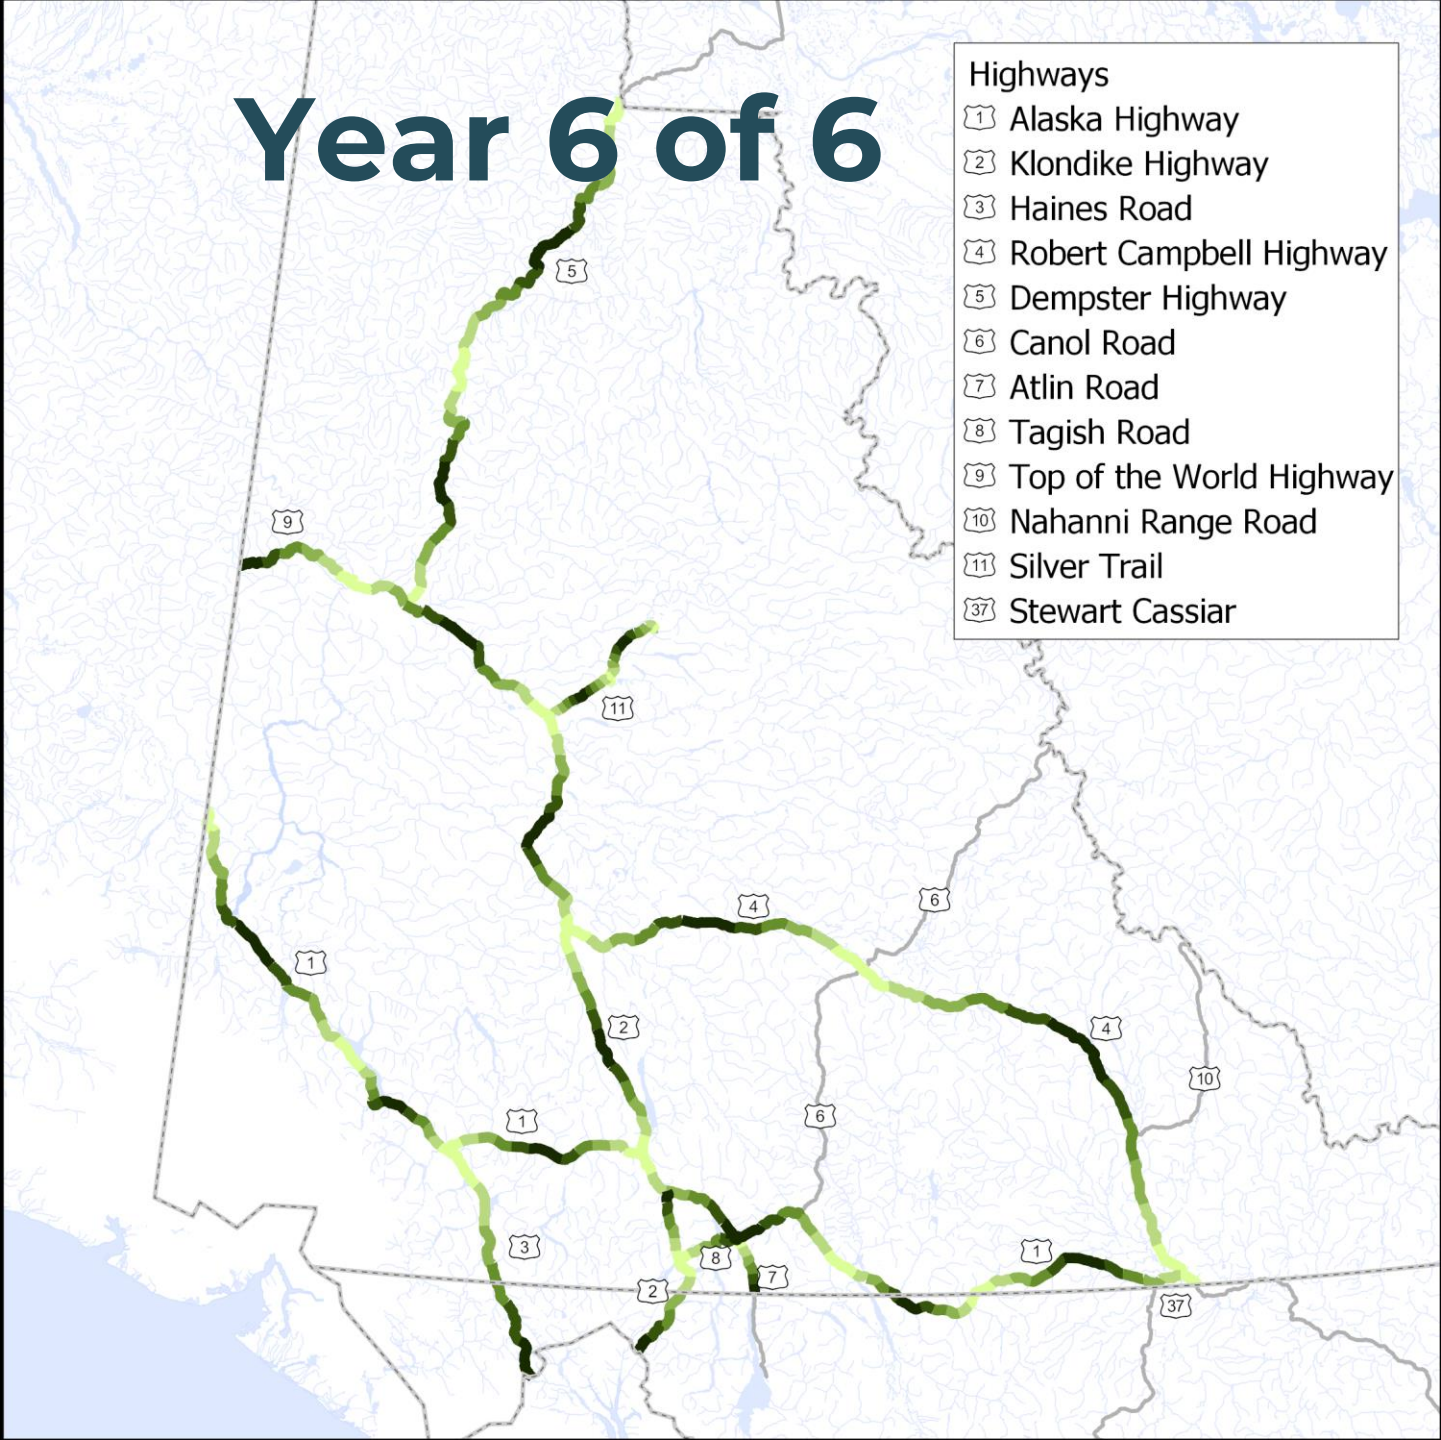 Year 6 of 6
Highways
1 Alaska Highway
2 Klondike Highway
3 Haines Road
4 Robert Campbell Highway
5 Dempster Highway
6 Canol Road
7 Atlin Road
8 Tagish Road
9 Top of the World Highway
10 Nahanni Range Road
11 Silver Trail
37 Stewart Cassiar
5
9
11
4
6
1
2
4
10
6
1
3
8
1
7
2
37